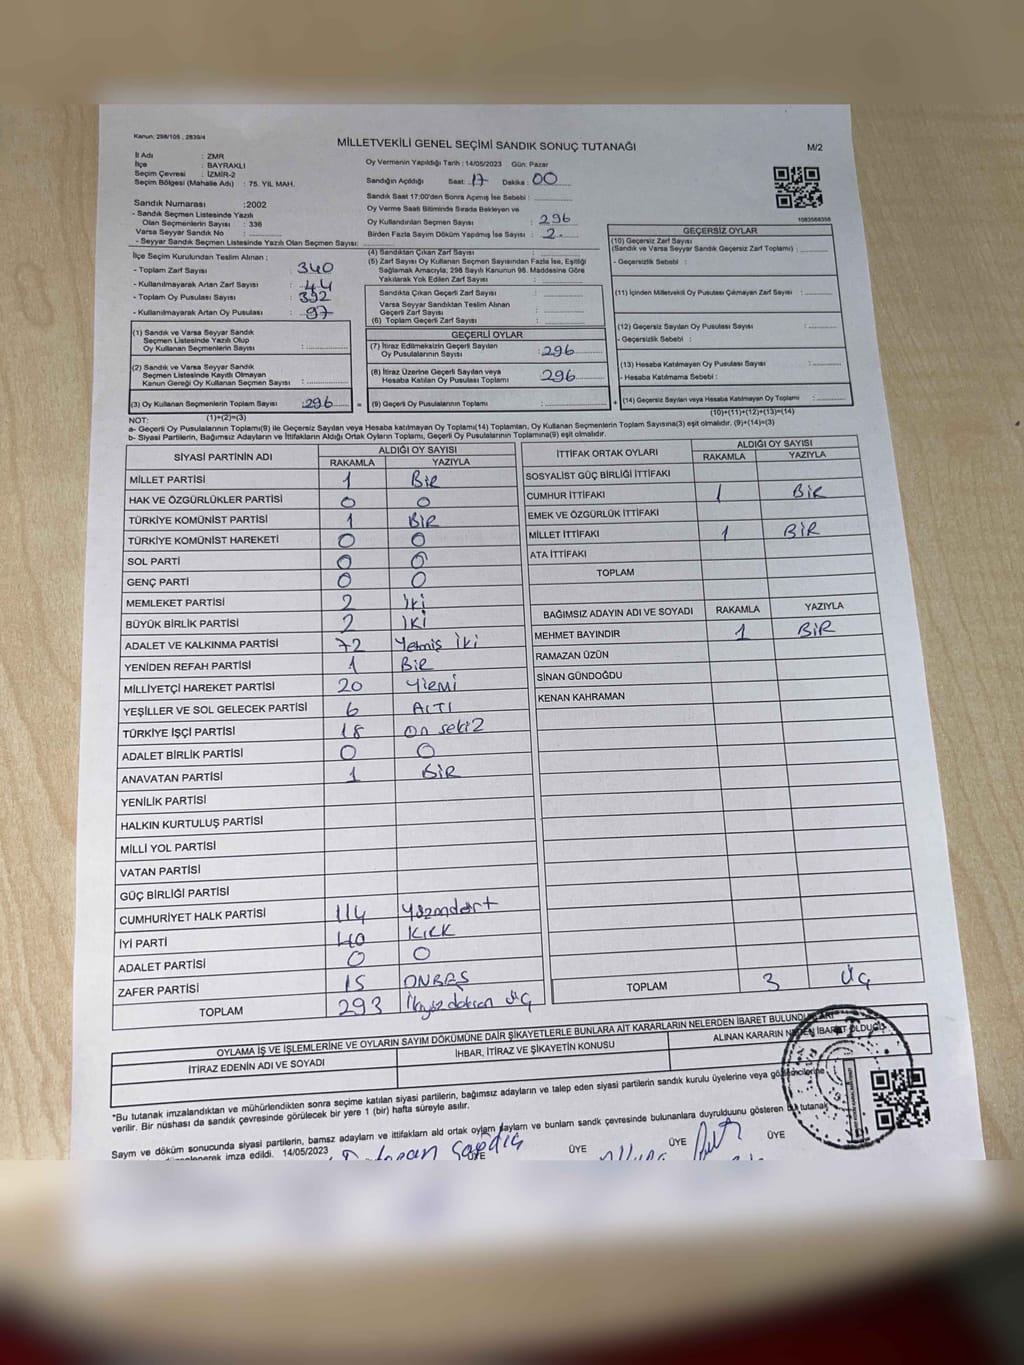 Kanun; 298/105 , 2839/4
MİLLETVEKİLİ GENEL SEÇİMİ SANDIK SONUÇ TUTANAĞI
M/2
İl Adı : ZMR
İlçe : BAYRAKLI
Seçim Çevresi : İZMİR-2
Seçim Bölgesi (Mahalle Adı) : 75. YIL MAH.
Sandık Numarası :2002
- Sandık Seçmen Listesinde Yazılı
Olan Seçmenlerin Sayısı : 336
Varsa Seyyar Sandık No :
- Seyyar Sandık Seçmen Listesinde Yazılı Olan Seçmen Sayısı:
Oy Vermenin Yapıldığı Tarih : 14/05/2023 Gün: Pazar
Sandığın Açıldığı Saat: 17 Dakika : 00
Sandık Saat 17:00'den Sonra Açımış İse Sebebi :
Oy Verme Saati Bitiminde Sırada Bekleyen ve
Oy Kullandırılan Seçmen Sayısı : 296
Birden Fazla Sayım Döküm Yapılmış İse Sayısı : 2.
1083568358
İlçe Seçim Kurulundan Teslim Alınan ;
- Toplam Zarf Sayısı : 340
- Kullanılmayarak Artan Zarf Sayısı : 44
- Toplam Oy Pusulası Sayısı : 392
- Kullanılmayarak Artan Oy Pusulası : 97
(4) Sandıktan Çıkan Zarf Sayısı :
(5) Zarf Sayısı Oy Kullanan Seçmen Sayısından Fazla İse, Eşitliği
Sağlamak Amacıyla; 298 Sayılı Kanunun 98. Maddesine Göre
Yakılarak Yok Edilen Zarf Sayısı :
Sandıkta Çıkan Geçerli Zarf Sayısı :
Varsa Seyyar Sandıktan Teslim Alınan
Geçerli Zarf Sayısı :
(6) Toplam Geçerli Zarf Sayısı :
GEÇERSİZ OYLAR
(10) Geçersiz Zarf Sayısı
(Sandık ve Varsa Seyyar Sandık Geçersiz Zarf Toplamı) :
- Geçersizlik Sebebi :
(11) İçinden Milletvekili Oy Pusulası Çıkmayan Zarf Sayısı :
(12) Geçersiz Sayılan Oy Pusulası Sayısı :
- Geçersizlik Sebebi :
(13) Hesaba Katılmayan Oy Pusulası Sayısı :
- Hesaba Katılmama Sebebi :
(14) Geçersiz Sayılan veya Hesaba Katılmayan Oy Toplamı :
(10)+(11)+(12)+(13)=(14)
(1) Sandık ve Varsa Seyyar Sandık
Seçmen Listesinde Yazılı Olup
Oy Kullanan Seçmenlerin Sayısı :
(2) Sandık ve Varsa Seyyar Sandık
Seçmen Listesinde Kayıtlı Olmayan
Kanun Gereği Oy Kullanan Seçmen Sayısı :
(3) Oy Kullanan Seçmenlerin Toplam Sayısı :296
(1)+(2)=(3)
GEÇERLİ OYLAR
(7) İtiraz Edilmeksizin Geçerli Sayılan
Oy Pusulalarının Sayısı :296
(8) İtiraz Üzerine Geçerli Sayılan veya
Hesaba Katılan Oy Pusulası Toplamı : 296
= (9) Geçerli Oy Pusulalarının Toplamı : +
NOT:
a- Geçerli Oy Pusulalarının Toplamı(9) ile Geçersiz Sayılan veya Hesaba katılmayan Oy Toplamı(14) Toplamları, Oy Kullanan Seçmenlerin Toplam Sayısına(3) eşit olmalıdır. (9)+(14)=(3)
b- Siyasi Partilerin, Bağımsız Adayların ve İttifakların Aldığı Ortak Oyların Toplamı, Geçerli Oy Pusulalarının Toplamına(9) eşit olmalıdır.
SİYASİ PARTİNİN ADI ALDIĞI OY SAYISI
RAKAMLA YAZIYLA
MİLLET PARTİSİ 1 BİR
HAK VE ÖZGÜRLÜKLER PARTİSİ 0 0
TÜRKİYE KOMÜNİST PARTİSİ 1 BİR
TÜRKİYE KOMÜNİST HAREKETİ 0 0
SOL PARTİ 0 0
GENÇ PARTİ 0 0
MEMLEKET PARTİSİ 2 İki
BÜYÜK BİRLİK PARTİSİ 2 İKİ
ADALET VE KALKINMA PARTİSİ 72 Yetmiş İki
YENİDEN REFAH PARTİSİ 1 BİR
MİLLİYETÇİ HAREKET PARTİSİ 20 Yirmi
YEŞİLLER VE SOL GELECEK PARTİSİ 6 ALTI
TÜRKİYE İŞÇİ PARTİSİ 18 On sekiz
ADALET BİRLİK PARTİSİ 0 0
ANAVATAN PARTİSİ 1 BİR
YENİLİK PARTİSİ
HALKIN KURTULUŞ PARTİSİ
MİLLİ YOL PARTİSİ
VATAN PARTİSİ
GÜÇ BİRLİĞİ PARTİSİ
CUMHURİYET HALK PARTİSİ 114 Yüzondört
İYİ PARTİ 40 KIRK
ADALET PARTİSİ 0 0
ZAFER PARTİSİ 15 ONBEŞ
TOPLAM 293 İkiyüzdoksan üç
İTTİFAK ORTAK OYLARI ALDIĞI OY SAYISI
RAKAMLA YAZIYLA
SOSYALİST GÜÇ BİRLİĞİ İTTİFAKI
CUMHUR İTTİFAKI 1 BİR
EMEK VE ÖZGÜRLÜK İTTİFAKI
MİLLET İTTİFAKI 1 BİR
ATA İTTİFAKI
TOPLAM
BAĞIMSIZ ADAYIN ADI VE SOYADI RAKAMLA YAZIYLA
MEHMET BAYINDIR 1 BİR
RAMAZAN ÜZÜN
SİNAN GÜNDOĞDU
KENAN KAHRAMAN
TOPLAM 3 ÜÇ
OYLAMA İŞ VE İŞLEMLERİNE VE OYLARIN SAYIM DÖKÜMÜNE DAİR ŞİKAYETLERLE BUNLARA AİT KARARLARIN NELERDEN İBARET BULUNDUKLARI
İTİRAZ EDENİN ADI VE SOYADI İHBAR, İTİRAZ VE ŞİKAYETİN KONUSU ALINAN KARARIN NEDEN İBARET OLDUĞU
*Bu tutanak imzalandıktan ve mühürlendikten sonra seçime katılan siyasi partilerin, bağımsız adayların ve talep eden siyasi partilerin sandık kurulu üyelerine veya gözlemcilerine
verilir. Bir nüshası da sandık çevresinde görülecek bir yere 1 (bir) hafta süreyle asılır.
Saym ve döküm sonucunda siyasi partilerin, bamsz adaylarn ve ittifaklarn ald ortak oylarn saylarn ve bunlarn sandk çevresinde bulunanlara duyrulduunu gösteren bu tutanak
imza edildi. 14/05/2023
ÜYE ÜYE ÜYE ÜYE